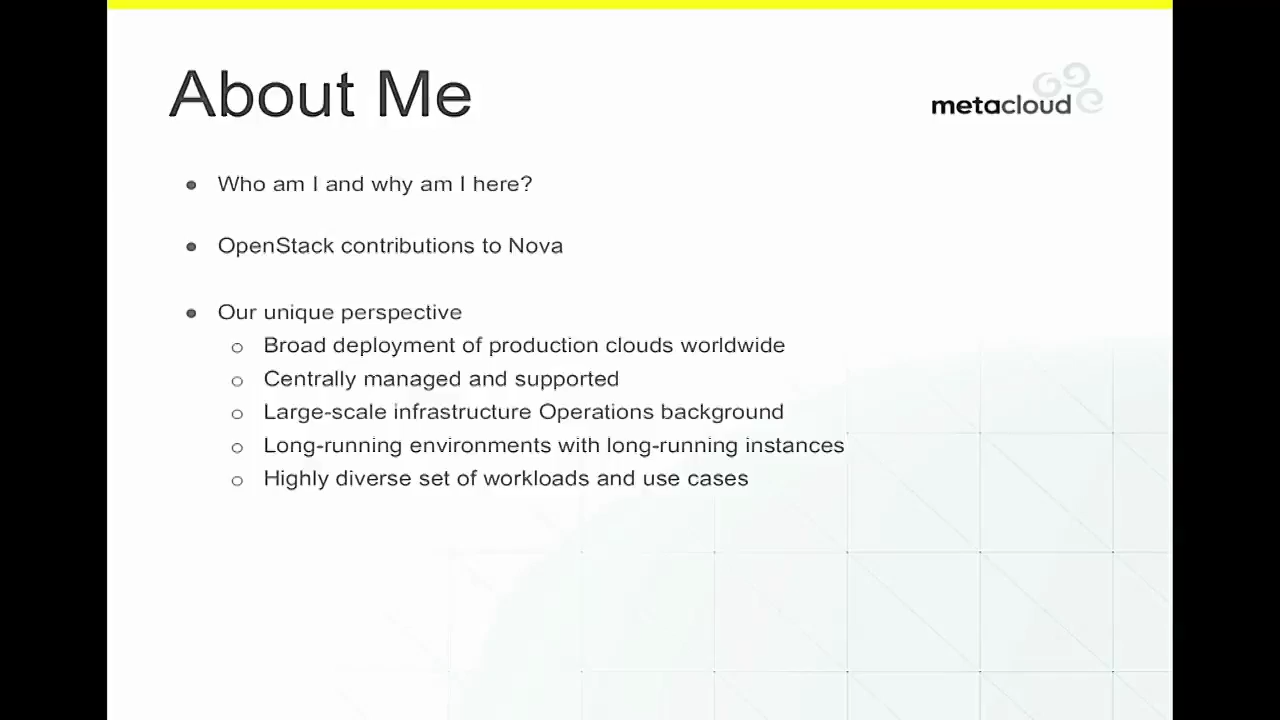 About Me
metacloud
Who am I and why am I here?
OpenStack contributions to Nova
Our unique perspective
Broad deployment of production clouds worldwide
Centrally managed and supported
Large-scale infrastructure Operations background
Long-running environments with long-running instances
Highly diverse set of workloads and use cases